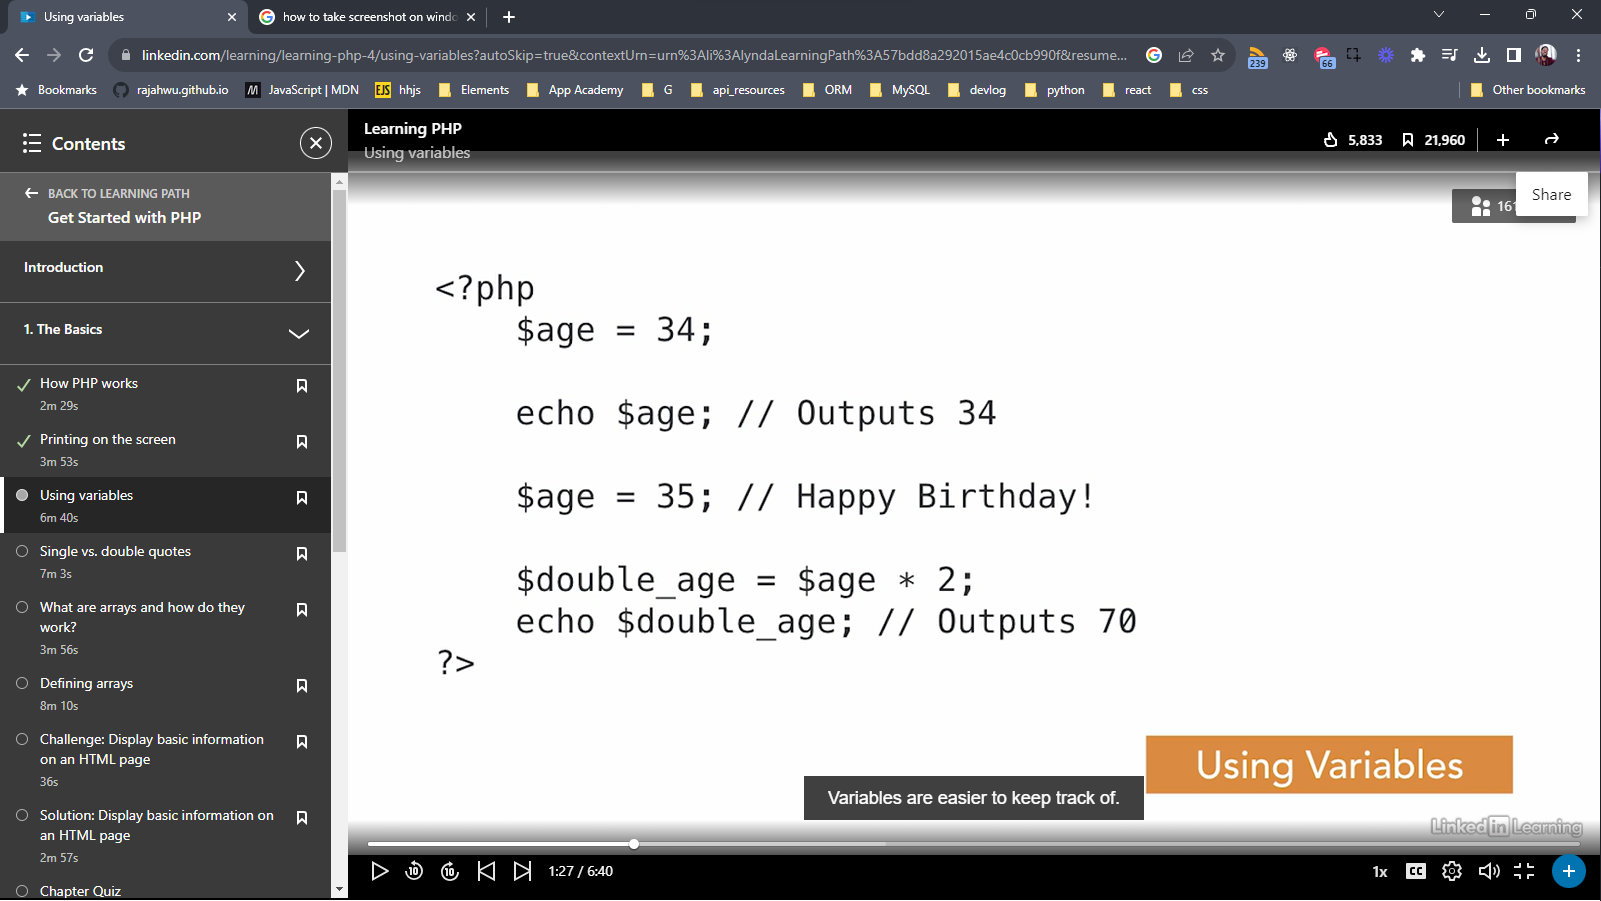 Using variables
how to take screenshot on windo
linkedin.com/learning/learning-php-4/using-variables?autoSkip=true&contextUrn=urn%3Ali%3AlyndaLearningPath%3A57bdd8a292015ae4c0cb990f&resume...
239
66
Bookmarks
rajahwu.github.io
JavaScript | MDN
EJS hhjs
Elements
App Academy
G
api_resources
ORM
MySQL
devlog
python
react
css
Other bookmarks
Contents
BACK TO LEARNING PATH
Get Started with PHP
Introduction
1. The Basics
How PHP works
2m 29s
Printing on the screen
3m 53s
Using variables
6m 40s
Single vs. double quotes
7m 3s
What are arrays and how do they
work?
3m 56s
Defining arrays
8m 10s
Challenge: Display basic information
on an HTML page
36s
Solution: Display basic information on
an HTML page
2m 57s
Chapter Quiz
Learning PHP
Using variables
5,833
21,960
Share
161
<?php
$age = 34;
echo $age; // Outputs 34
$age = 35; // Happy Birthday!
$double_age = $age * 2;
echo $double_age; // Outputs 70
?>
Using Variables
Variables are easier to keep track of.
Linked in Learning
10
10
1:27 / 6:40
1x
CC